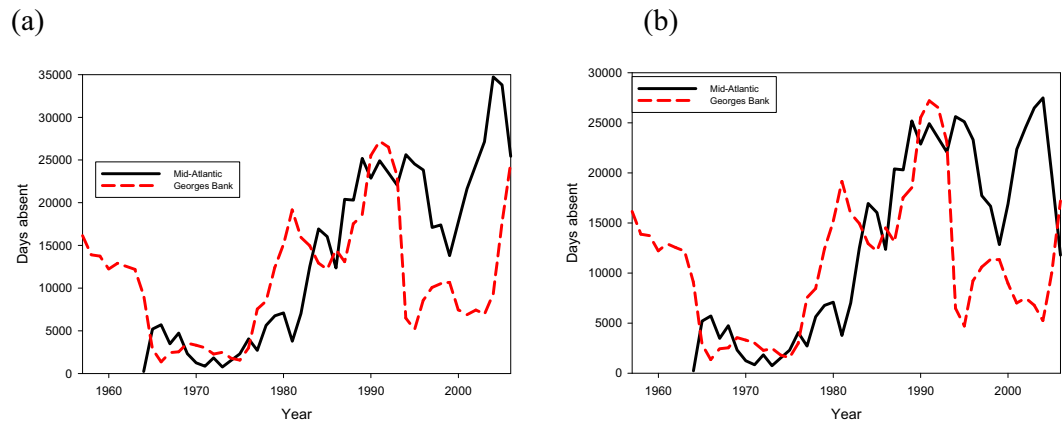 (a)
(b)
35000
30000
25000
20000
15000
10000
5000
0
Days absent
Mid-Atlantic
Georges Bank
1960
1970
1980
1990
2000
Year
30000
25000
20000
15000
10000
5000
0
Days absent
Mid-Atlantic
Georges Bank
1960
1970
1980
1990
2000
Year